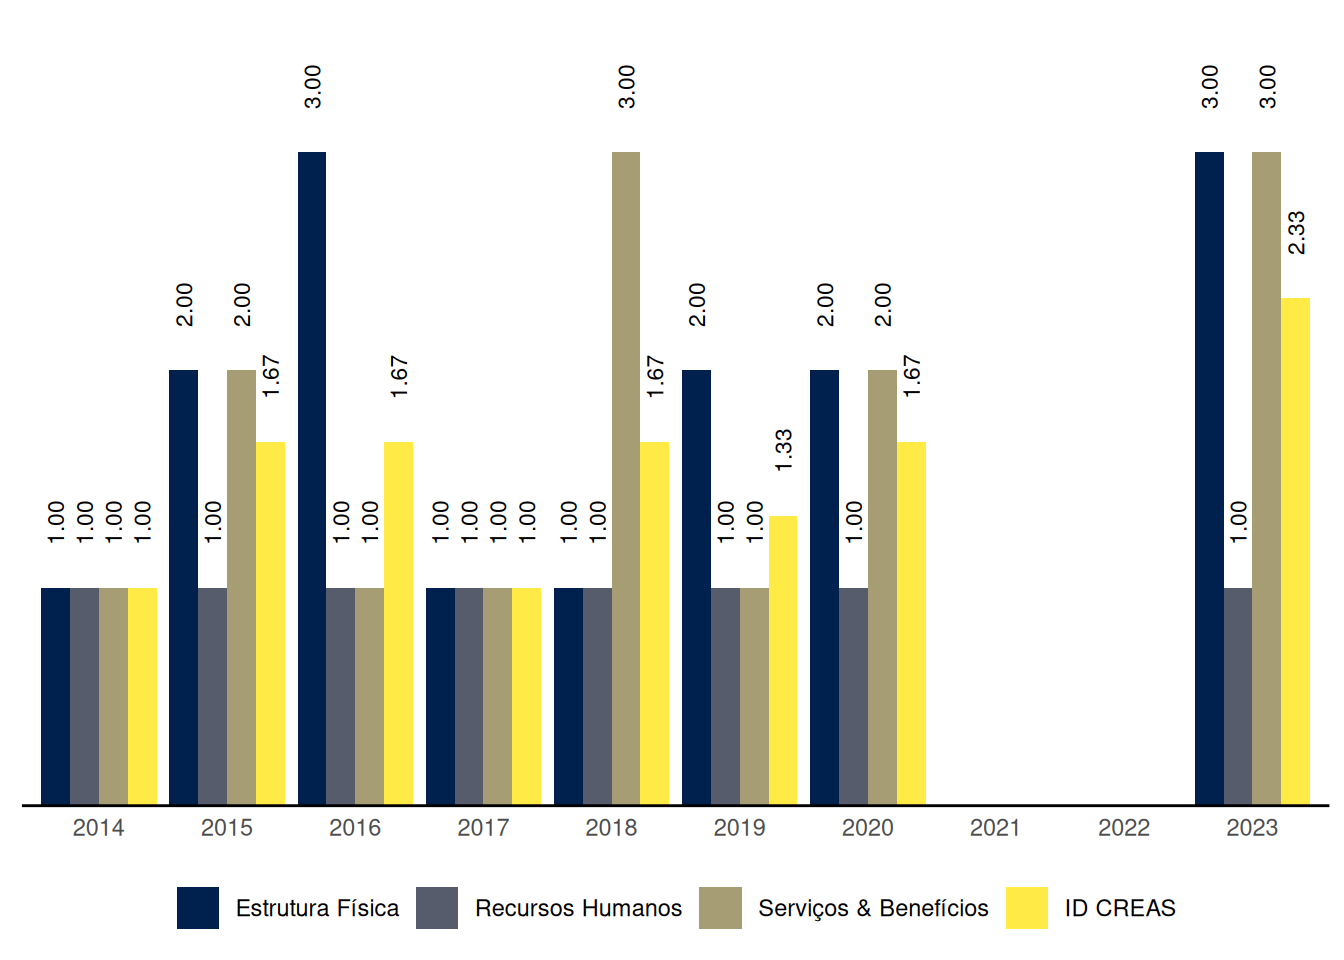 3.00 3.00 3.00 3.00
2.33
2.00 2.00 2.00 2.00 2.00
1.67 1.67 1.67 1.67
1.33
1.00 1.00 1.00 1.00 1.00 1.00 1.00 1.00 1.00 1.00 1.00 1.00 1.00 1.00 1.00 1.00 1.00 1.00
2014 2015 2016 2017 2018 2019 2020 2021 2022 2023
Estrutura Física Recursos Humanos Serviços & Benefícios ID CREAS